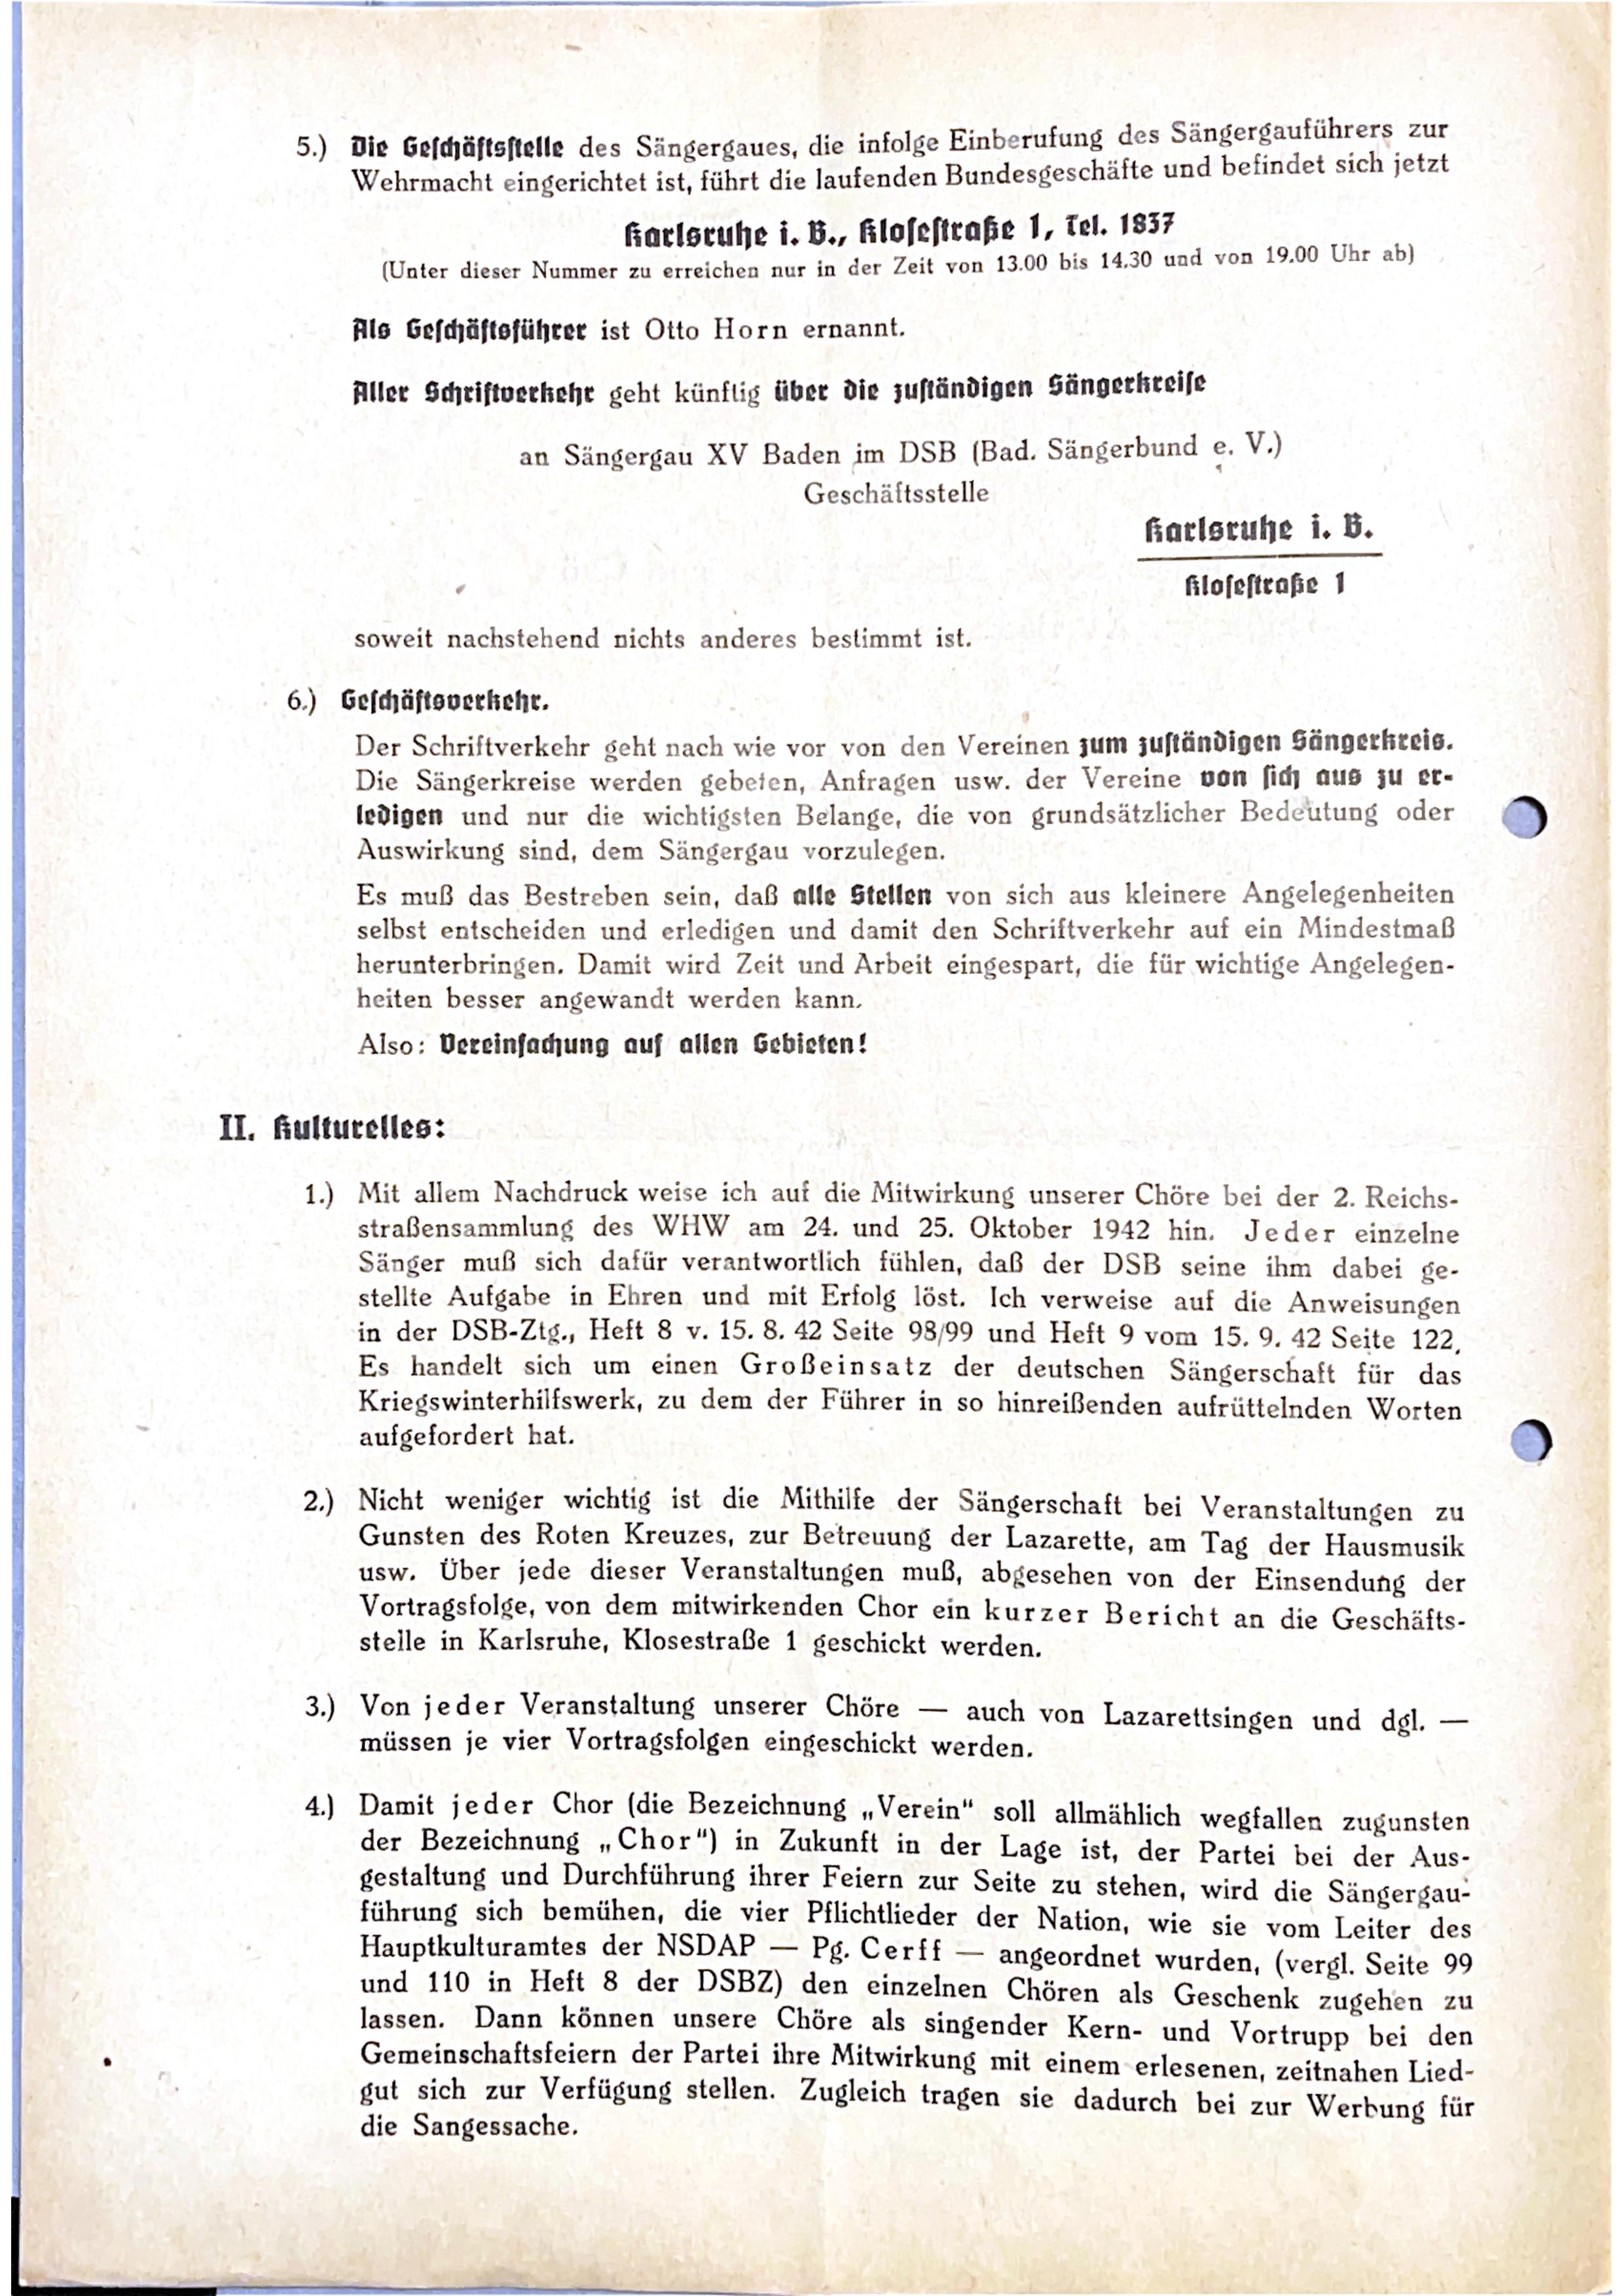 5.) Die Geschäftsstelle des Sängergaues, die infolge Einberufung des Sängergauführers zur
Wehrmacht eingerichtet ist, führt die laufenden Bundesgeschäfte und befindet sich jetzt
Karlsruhe i. B., Klosestraße 1, Tel. 1837
(Unter dieser Nummer zu erreichen nur in der Zeit von 13.00 bis 14.30 und von 19.00 Uhr ab)
Als Geschäftsführer ist Otto Horn ernannt.
Aller Schriftverkehr geht künftig über die zuständigen Sängerkreise
an Sängergau XV Baden im DSB (Bad. Sängerbund e. V.)
Geschäftsstelle
Karlsruhe i. B.
Klosestraße 1
soweit nachstehend nichts anderes bestimmt ist.
6.) Geschäftsverkehr.
Der Schriftverkehr geht nach wie vor von den Vereinen zum zuständigen Sängerkreis.
Die Sängerkreise werden gebeten, Anfragen usw. der Vereine von sich aus zu er-
ledigen und nur die wichtigsten Belange, die von grundsätzlicher Bedeutung oder
Auswirkung sind, dem Sängergau vorzulegen.
Es muß das Bestreben sein, daß alle Stellen von sich aus kleinere Angelegenheiten
selbst entscheiden und erledigen und damit den Schriftverkehr auf ein Mindestmaß
herunterbringen. Damit wird Zeit und Arbeit eingespart, die für wichtige Angelegen-
heiten besser angewandt werden kann.
Also: Vereinfachung auf allen Gebieten!
II. Kulturelles:
1.) Mit allem Nachdruck weise ich auf die Mitwirkung unserer Chöre bei der 2. Reichs-
straßensammlung des WHW am 24. und 25. Oktober 1942 hin. Jeder einzelne
Sänger muß sich dafür verantwortlich fühlen, daß der DSB seine ihm dabei ge-
stellte Aufgabe in Ehren und mit Erfolg löst. Ich verweise auf die Anweisungen
in der DSB-Ztg., Heft 8 v. 15. 8. 42 Seite 98/99 und Heft 9 vom 15. 9. 42 Seite 122.
Es handelt sich um einen Großeinsatz der deutschen Sängerschaft für das
Kriegswinterhilfswerk, zu dem der Führer in so hinreißenden aufrüttelnden Worten
aufgefordert hat.
2.) Nicht weniger wichtig ist die Mithilfe der Sängerschaft bei Veranstaltungen zu
Gunsten des Roten Kreuzes, zur Betreuung der Lazarette, am Tag der Hausmusik
usw. Über jede dieser Veranstaltungen muß, abgesehen von der Einsendung der
Vortragsfolge, von dem mitwirkenden Chor ein kurzer Bericht an die Geschäfts-
stelle in Karlsruhe, Klosestraße 1 geschickt werden.
3.) Von jeder Veranstaltung unserer Chöre — auch von Lazarettsingen und dgl. —
müssen je vier Vortragsfolgen eingeschickt werden.
4.) Damit jeder Chor (die Bezeichnung „Verein" soll allmählich wegfallen zugunsten
der Bezeichnung „Chor") in Zukunft in der Lage ist, der Partei bei der Aus-
gestaltung und Durchführung ihrer Feiern zur Seite zu stehen, wird die Sängergau-
führung sich bemühen, die vier Pflichtlieder der Nation, wie sie vom Leiter des
Hauptkulturamtes der NSDAP — Pg. Cerff — angeordnet wurden, (vergl. Seite 99
und 110 in Heft 8 der DSBZ) den einzelnen Chören als Geschenk zugehen zu
lassen. Dann können unsere Chöre als singender Kern- und Vortrupp bei den
Gemeinschaftsfeiern der Partei ihre Mitwirkung mit einem erlesenen, zeitnahen Lied-
gut sich zur Verfügung stellen. Zugleich tragen sie dadurch bei zur Werbung für
die Sangessache.